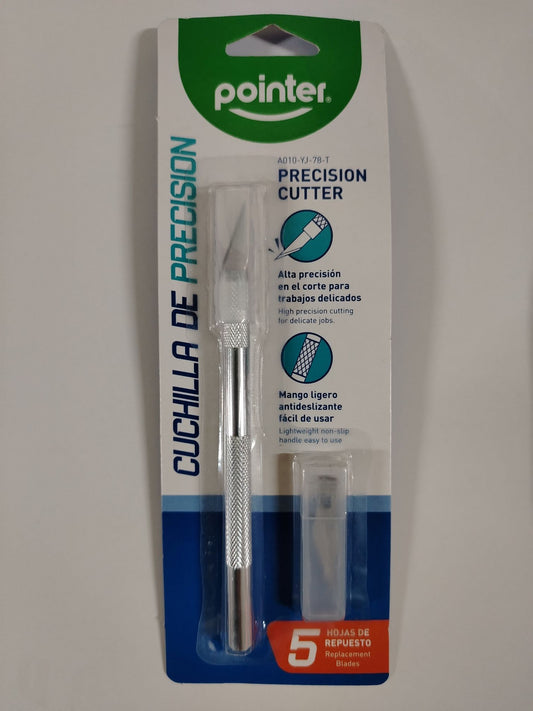 pointer®
CUCHILLA DE PRECISION
A010-YJ-78-T
PRECISION
CUTTER
Alta precisión
en el corte para
trabajos delicados
High precision cutting
for delicate jobs.
Mango ligero
antideslizante
fácil de usar
Lightweight non-slip
handle easy to use
5
HOJAS DE
REPUESTO
Replacement
Blades